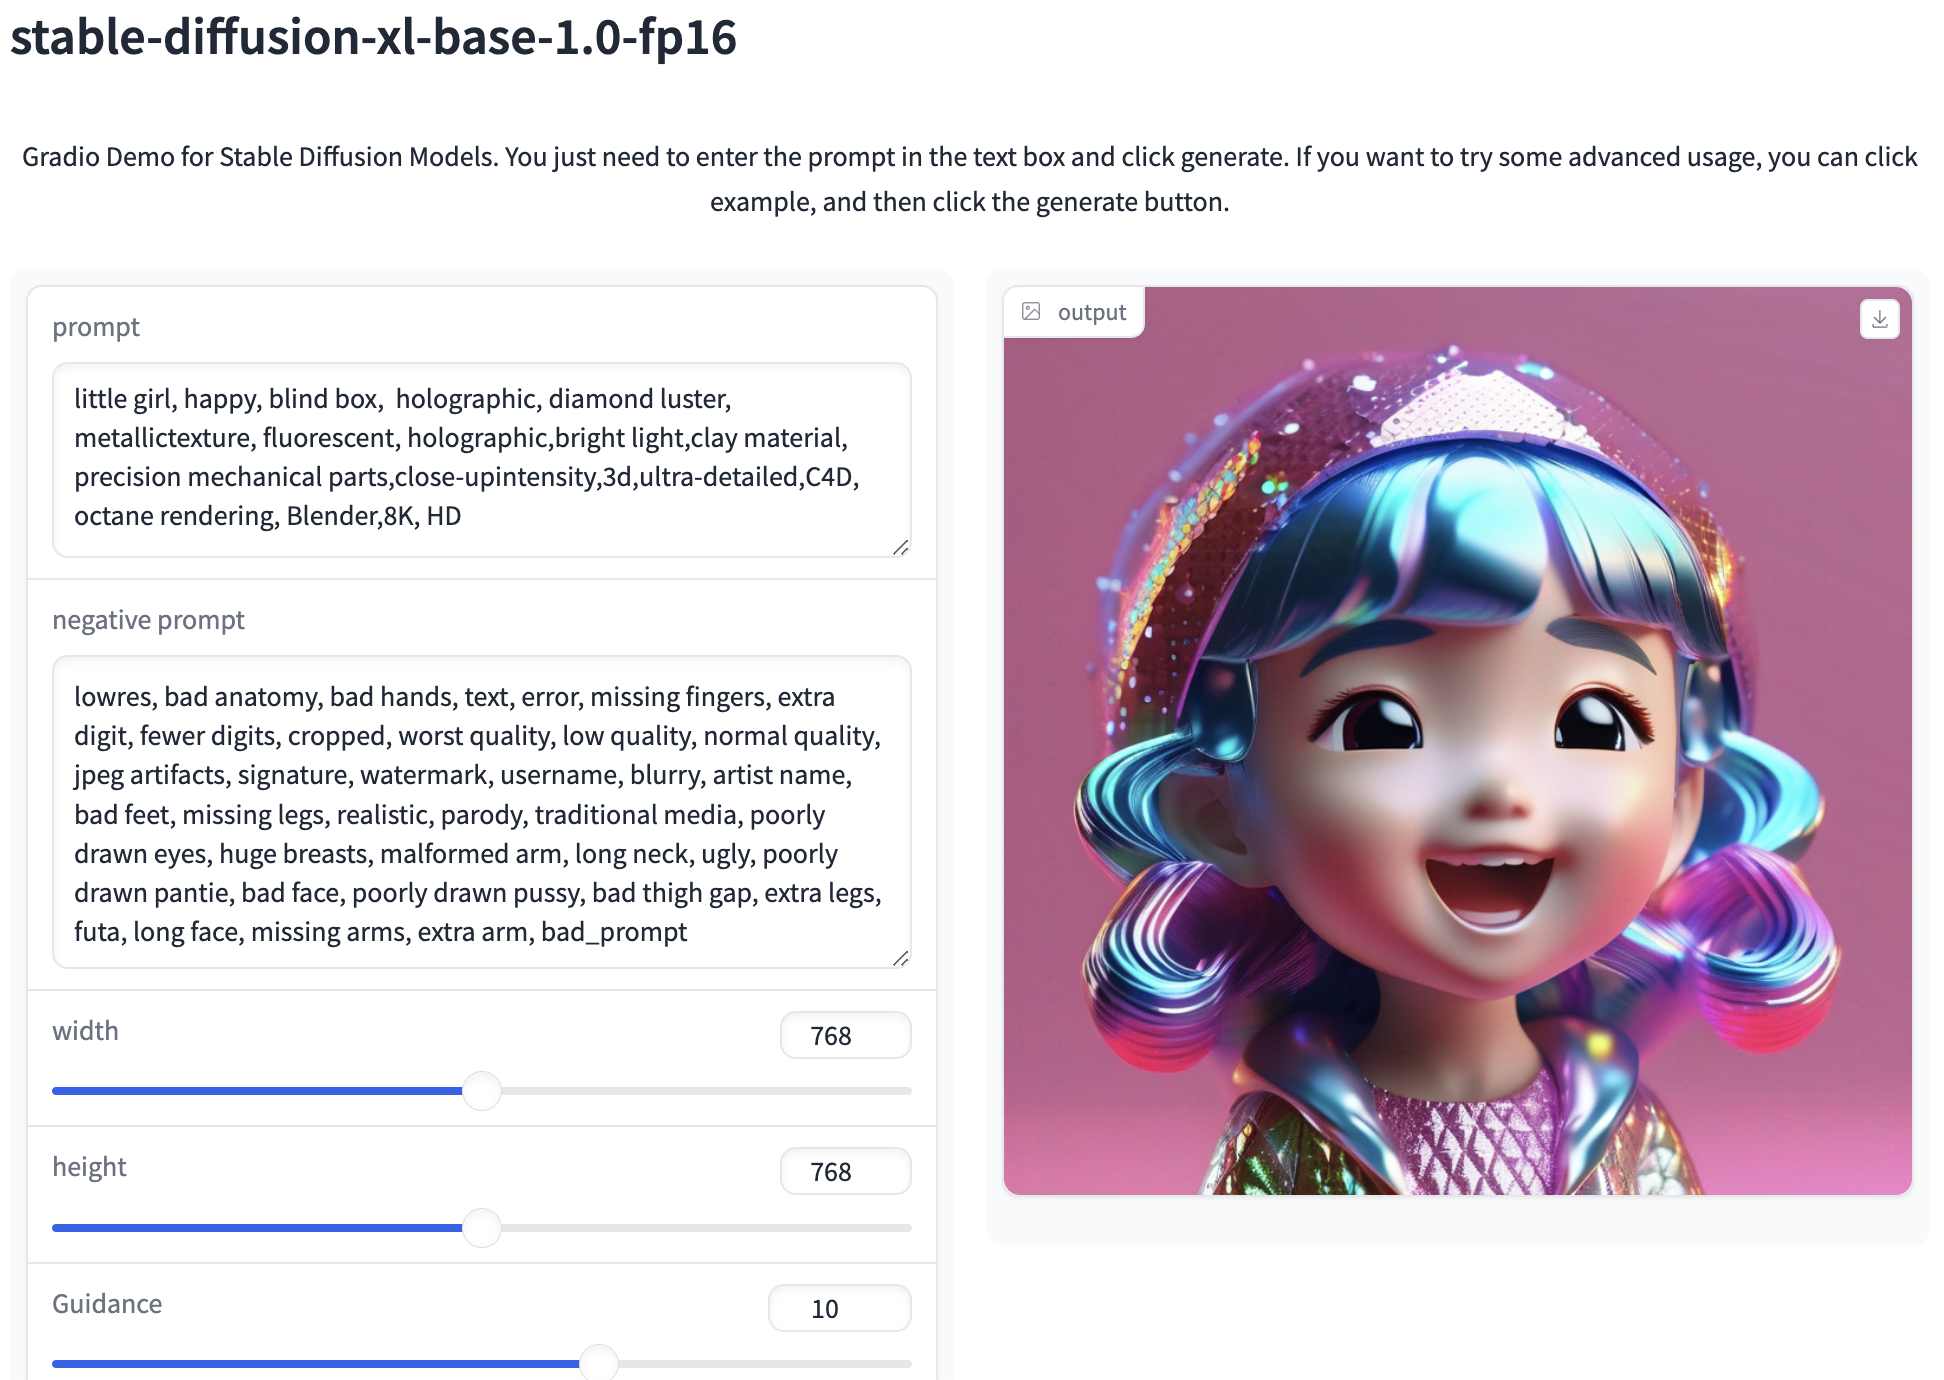 stable-diffusion-xl-base-1.0-fp16
Gradio Demo for Stable Diffusion Models. You just need to enter the prompt in the text box and click generate. If you want to try some advanced usage, you can click
example, and then click the generate button.
prompt
little girl, happy, blind box,  holographic, diamond luster,
metallictexture, fluorescent, holographic,bright light,clay material,
precision mechanical parts,close-upintensity,3d,ultra-detailed,C4D,
octane rendering, Blender,8K, HD
negative prompt
lowres, bad anatomy, bad hands, text, error, missing fingers, extra
digit, fewer digits, cropped, worst quality, low quality, normal quality,
jpeg artifacts, signature, watermark, username, blurry, artist name,
bad feet, missing legs, realistic, parody, traditional media, poorly
drawn eyes, huge breasts, malformed arm, long neck, ugly, poorly
drawn pantie, bad face, poorly drawn pussy, bad thigh gap, extra legs,
futa, long face, missing arms, extra arm, bad_prompt
width
768
height
768
Guidance
10
output